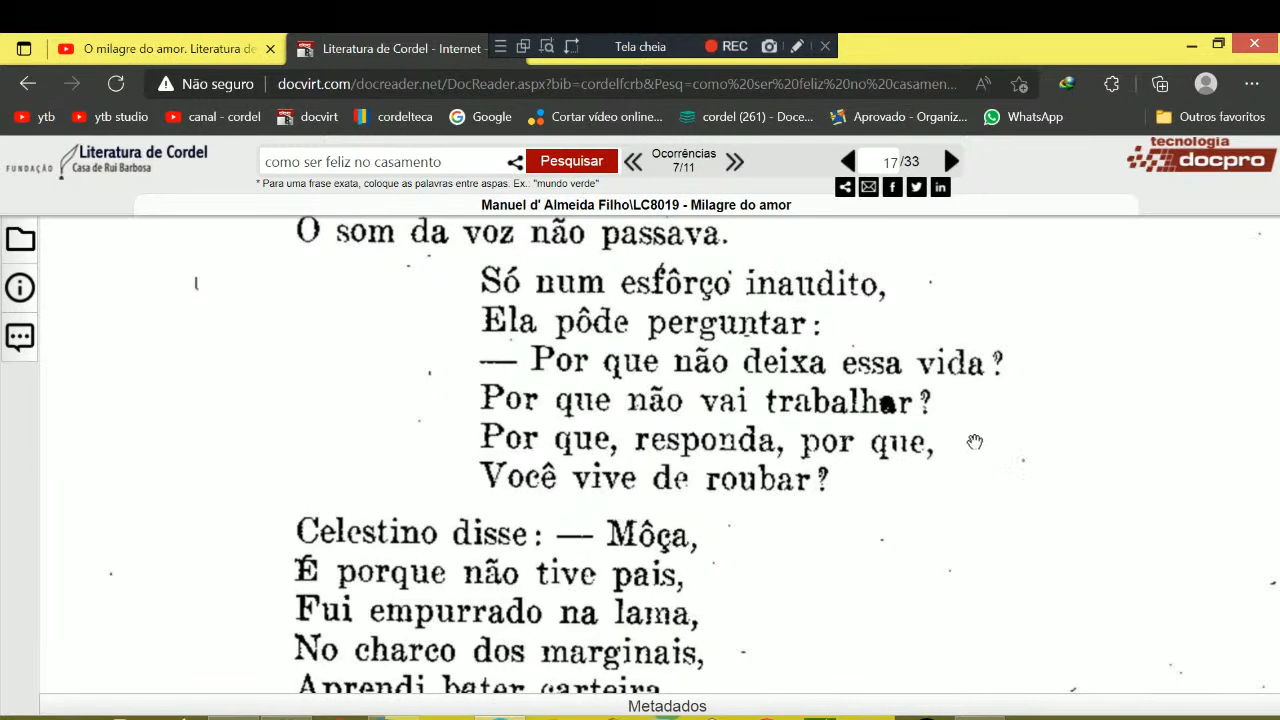 O milagre do amor. Literatura de
Literatura de Cordel - Internet
Tela cheia
REC
Não seguro
docvirt.com/docreader.net/DocReader.aspx?bib=cordelfcrb&Pesq=como%20ser%20feliz%20no%20casamen...
ytb
ytb studio
canal - cordel
docvirt
cordelteca
Google
Cortar vídeo online...
cordel (261) - Doce...
Aprovado - Organiz...
WhatsApp
Outros favoritos
FUNDAÇÃO
Literatura de Cordel
Casa de Rui Barbosa
como ser feliz no casamento
Pesquisar
Ocorrências
7/11
17 /33
tecnologia
docpro
* Para uma frase exata, coloque as palavras entre aspas. Ex.: "mundo verde"
Manuel d' Almeida Filho\LC8019 - Milagre do amor
O som da voz não passava.
Só num esfôrço inaudito,
Ela pôde perguntar:
— Por que não deixa essa vida?
Por que não vai trabalhar?
Por que, responda, por que,
Você vive de roubar?
Celestino disse: — Môça,
É porque não tive pais,
Fui empurrado na lama,
No charco dos marginais,
Aprendi bater carteira
Metadados